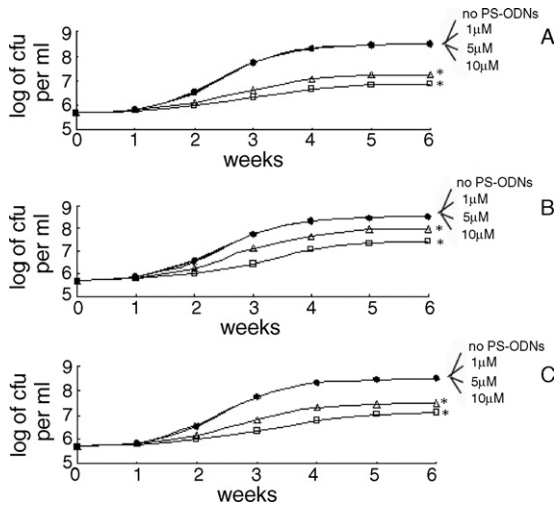 no PS-ODNs
1µM
5µM
10µM
A
log of cfu
per ml
9
8
7
6
5
*
*
0 1 2 3 4 5 6
weeks
no PS-ODNs
1µM
5µM
10µM
B
log of cfu
per ml
9
8
7
6
5
*
*
0 1 2 3 4 5 6
weeks
no PS-ODNs
1µM
5µM
10µM
C
log of cfu
per ml
9
8
7
6
5
*
*
0 1 2 3 4 5 6
weeks